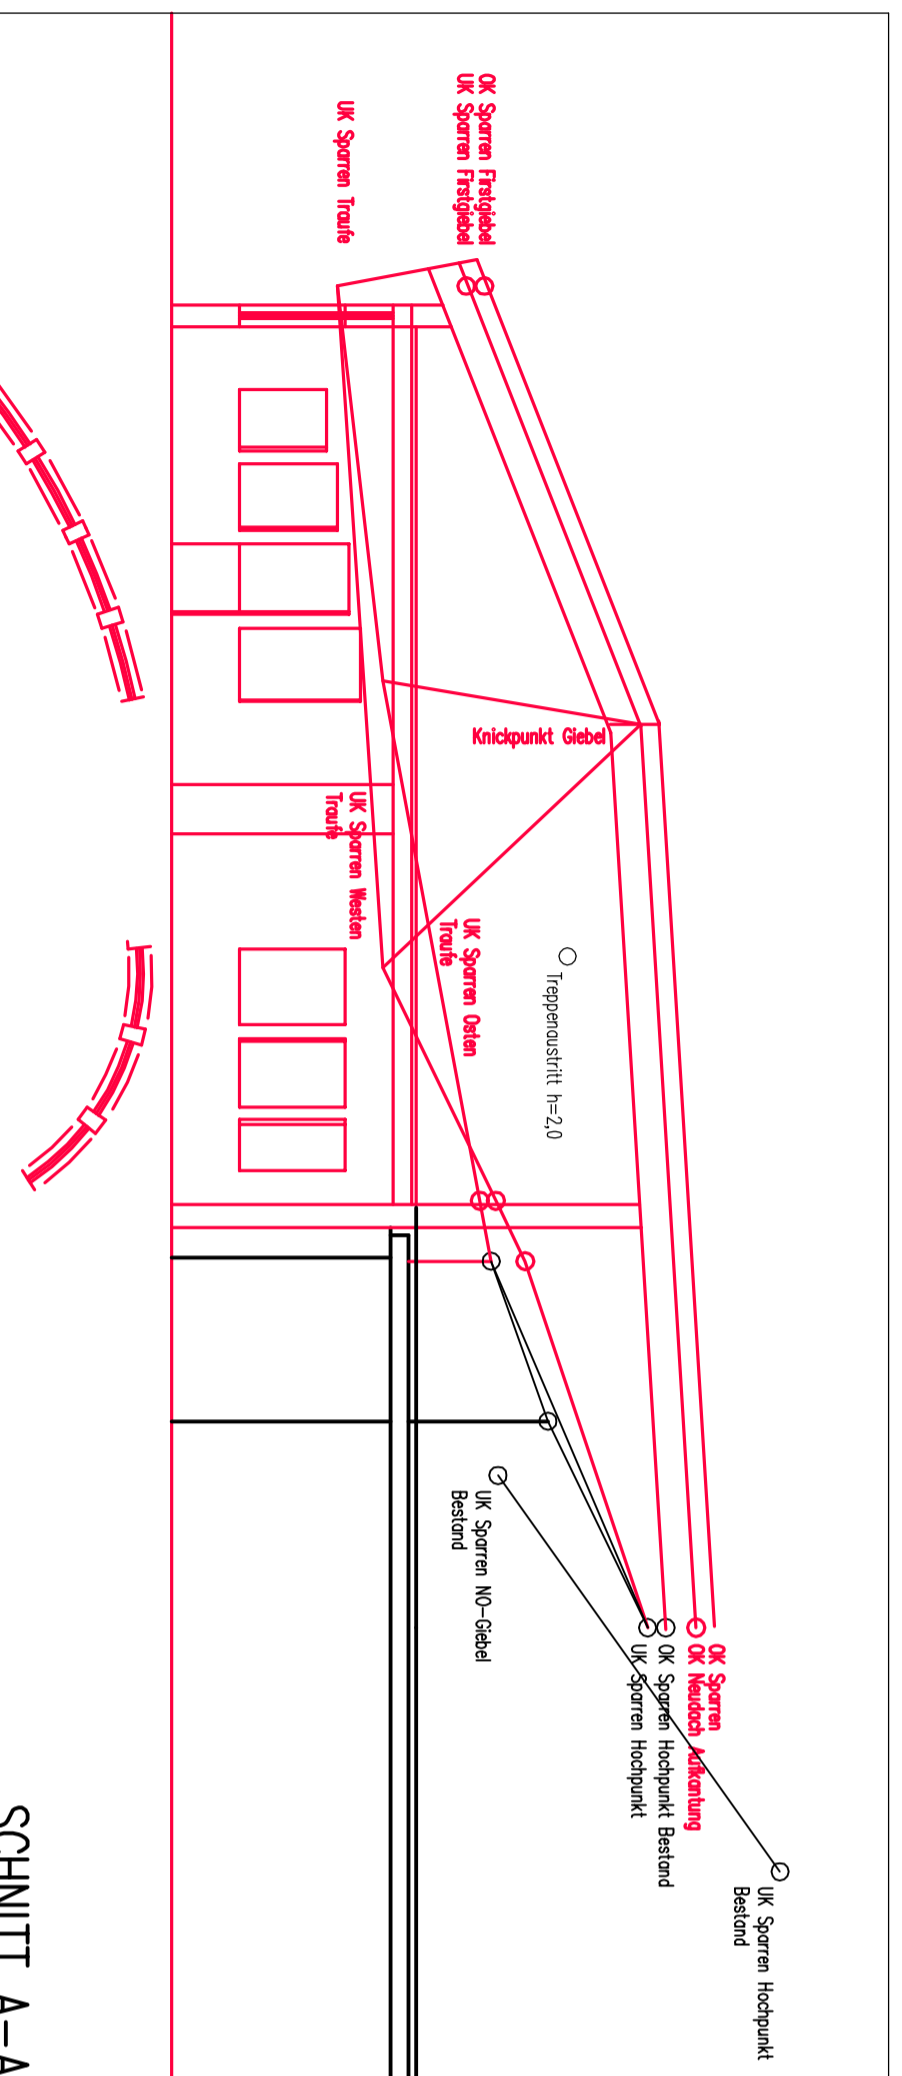 OK Sparren Firstgiebel
UK Sparren Firstgiebel
UK Sparren Traufe
Knickpunkt Giebel
UK Sparren Westen
Traufe
UK Sparren Osten
Traufe
Treppenaustritt h=2,0
UK Sparren NO-Giebel
Bestand
OK Sparren
OK Neudach Aufkantung
OK Sparren Hochpunkt Bestand
UK Sparren Hochpunkt
UK Sparren Hochpunkt
Bestand
SCHNITT A-A